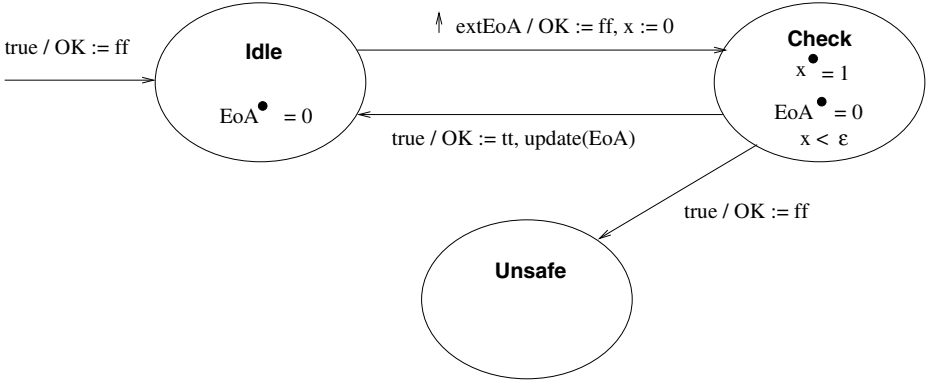 true / OK := ff
Idle
EoA● = 0
↑ extEoA / OK := ff, x := 0
Check
x● = 1
EoA● = 0
x < ε
true / OK := tt, update(EoA)
true / OK := ff
Unsafe